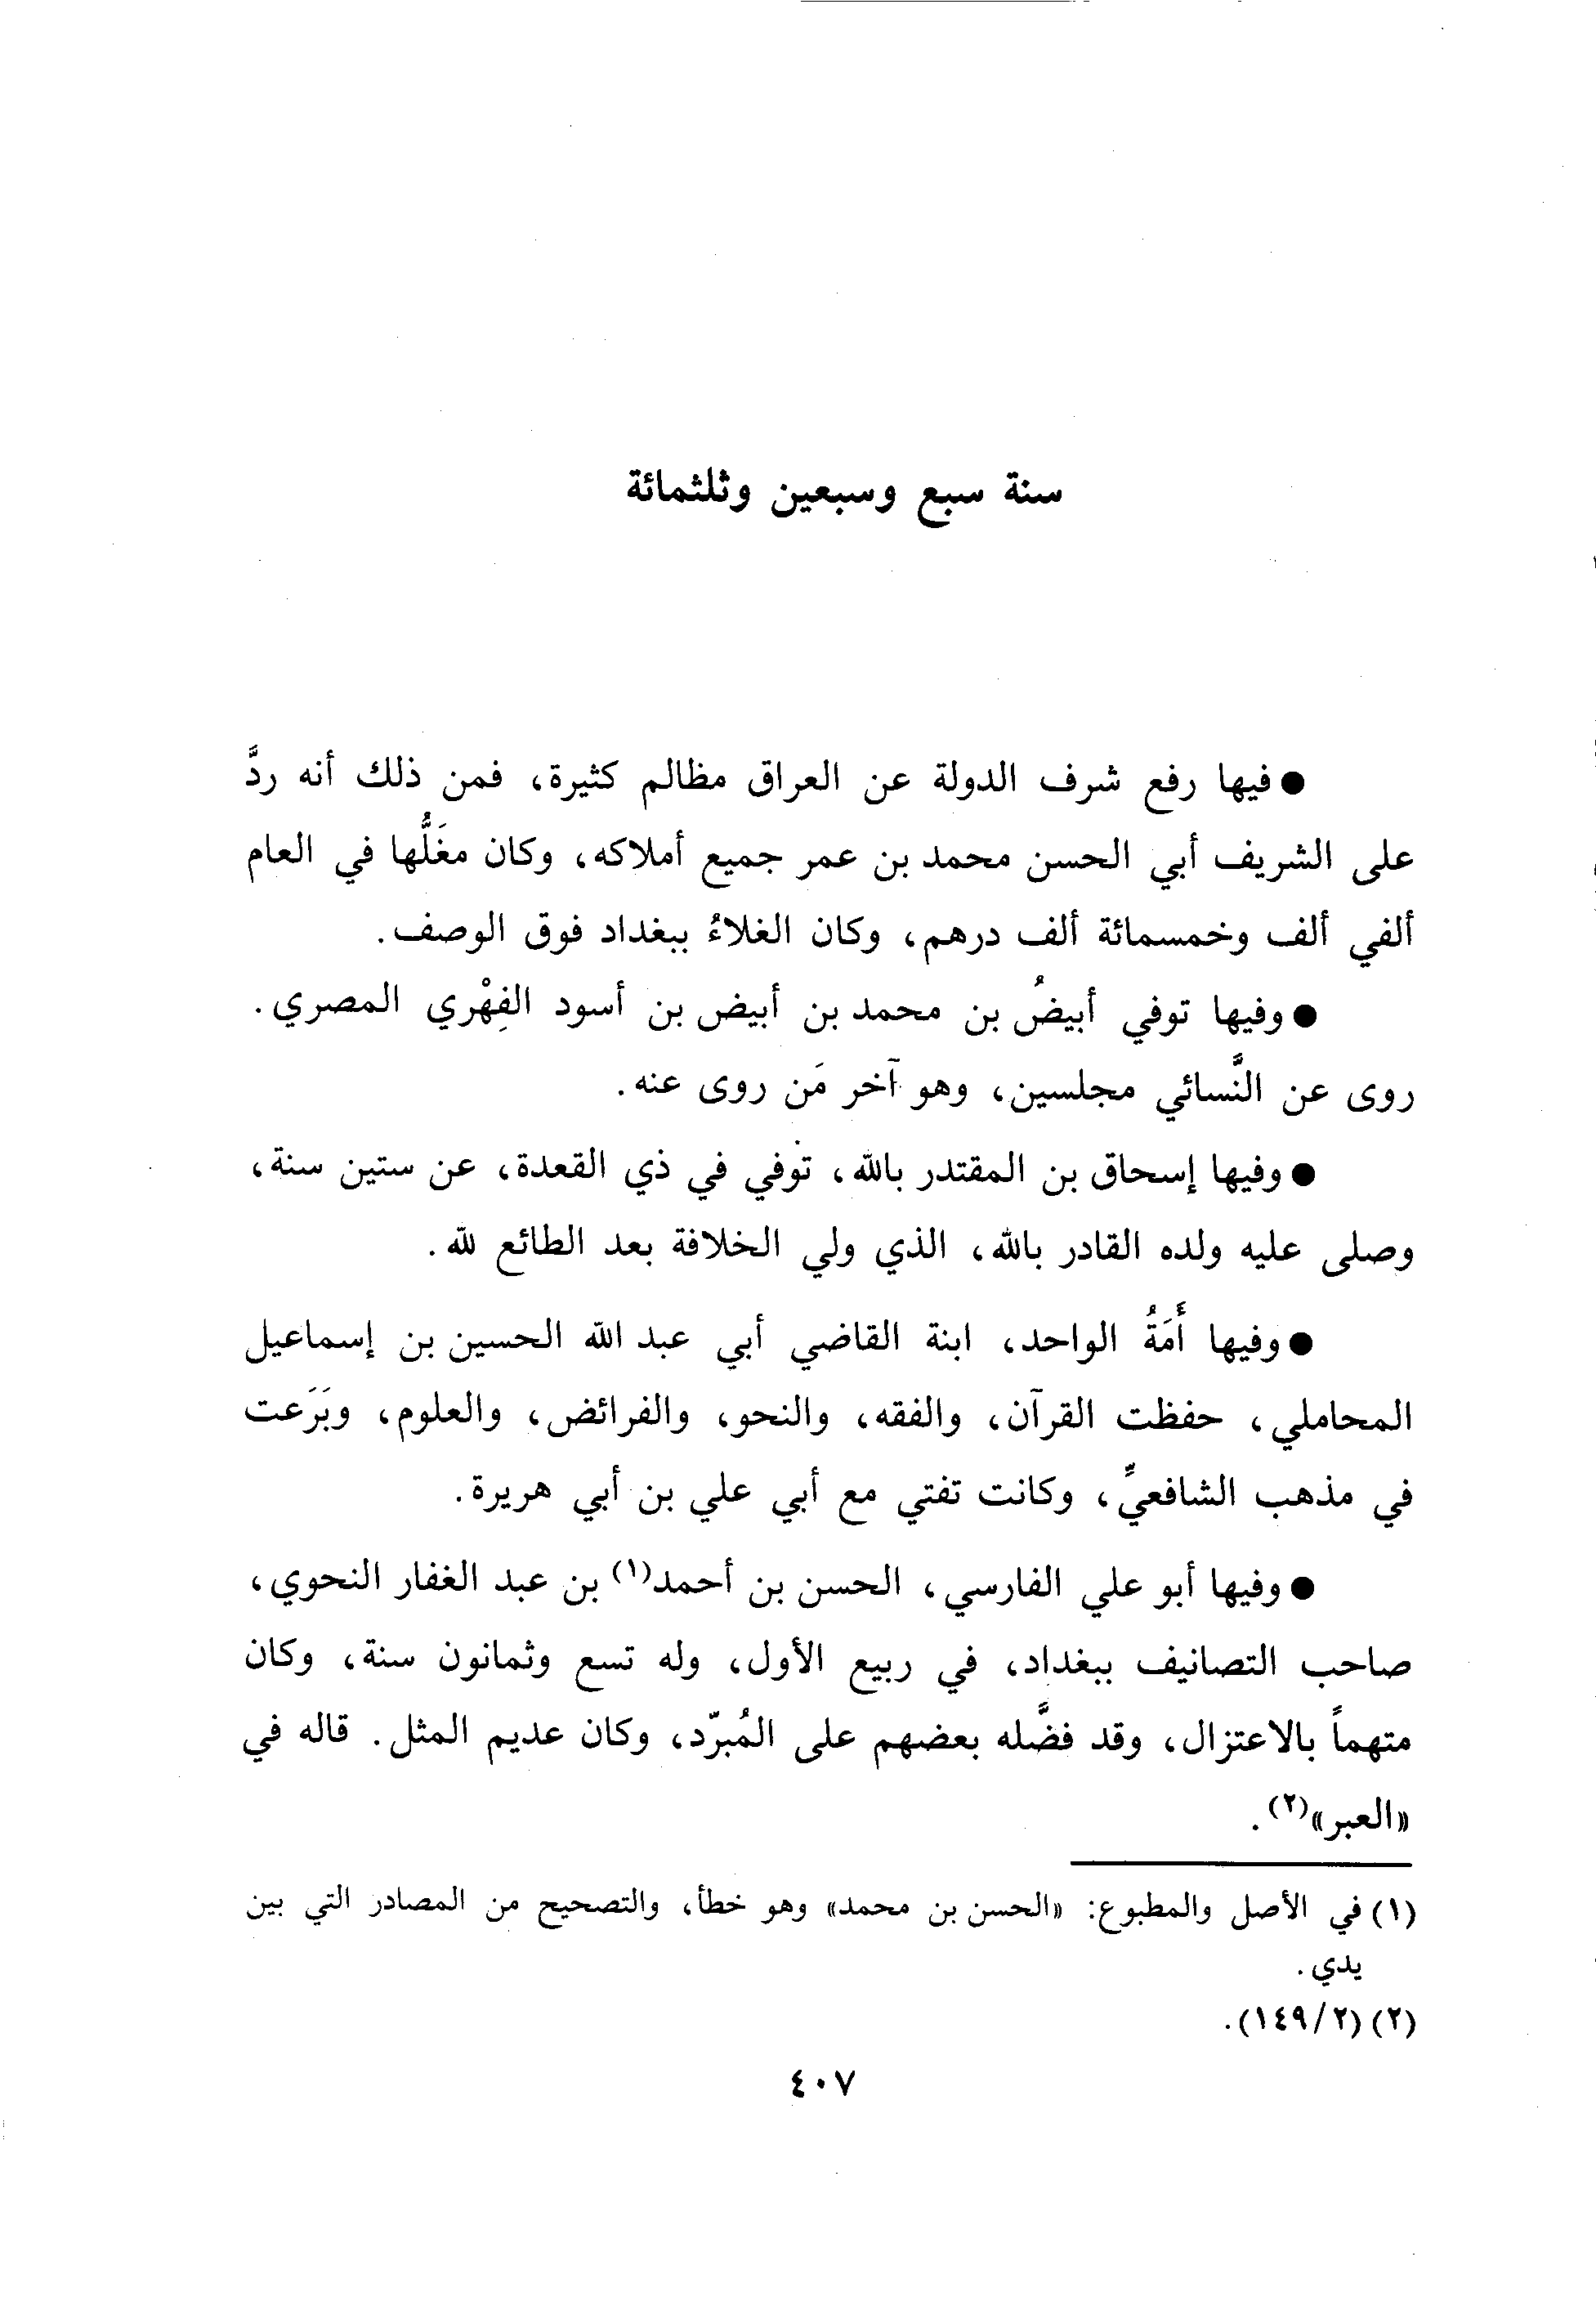 سنة سبع وسبعين وثلثمائة
● فيها رفع شرف الدولة عن العراق مظالم كثيرة، فمن ذلك أنه ردَّ
على الشريف أبي الحسن محمد بن عمر جميع أملاكه، وكان مغَلُّها في العام
ألفي ألف وخمسمائة ألف درهم، وكان الغلاءُ ببغداد فوق الوصف.
● وفيها توفي أبيضُ بن محمد بن أبيض بن أسود الفِهْري المصري.
روى عن النَّسائي مجلسين، وهو آخر مَن روى عنه.
● وفيها إسحاق بن المقتدر بالله، توفي في ذي القعدة، عن ستين سنة،
وصلى عليه ولده القادر بالله، الذي ولي الخلافة بعد الطائع لله.
● وفيها أَمَةُ الواحد، ابنة القاضي أبي عبد الله الحسين بن إسماعيل
المحاملي، حفظت القرآن، والفقه، والنحو، والفرائض، والعلوم، وبَرَعت
في مذهب الشافعيِّ، وكانت تفتي مع أبي علي بن أبي هريرة.
● وفيها أبو علي الفارسي، الحسن بن أحمد(١) بن عبد الغفار النحوي،
صاحب التصانيف ببغداد، في ربيع الأول، وله تسع وثمانون سنة، وكان
متهماً بالاعتزال، وقد فضَّله بعضهم على المُبرّد، وكان عديم المثل. قاله في
«العبر»(٢).
(١) في الأصل والمطبوع: «الحسن بن محمد» وهو خطأ، والتصحيح من المصادر التي بين
يدي.
(٢) (١٤٩/٢).
٤٠٧